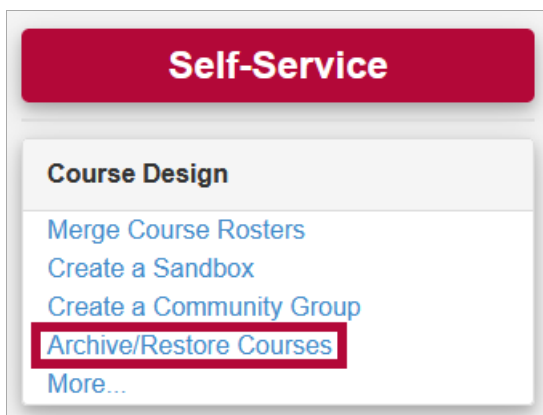 Self-Service
Course Design
Merge Course Rosters
Create a Sandbox
Create a Community Group
Archive/Restore Courses
More...